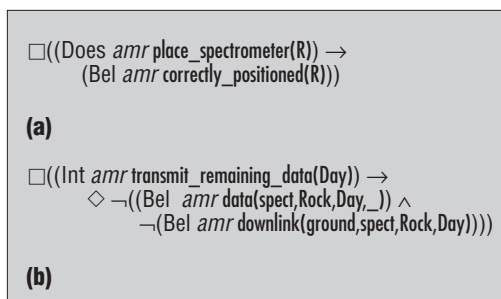 □((Does amr place_spectrometer(R)) →
(Bel amr correctly_positioned(R)))
(a)
□((Int amr transmit_remaining_data(Day)) →
◇ ¬((Bel amr data(spect,Rock,Day,_)) ∧
¬(Bel amr downlink(ground,spect,Rock,Day))))
(b)